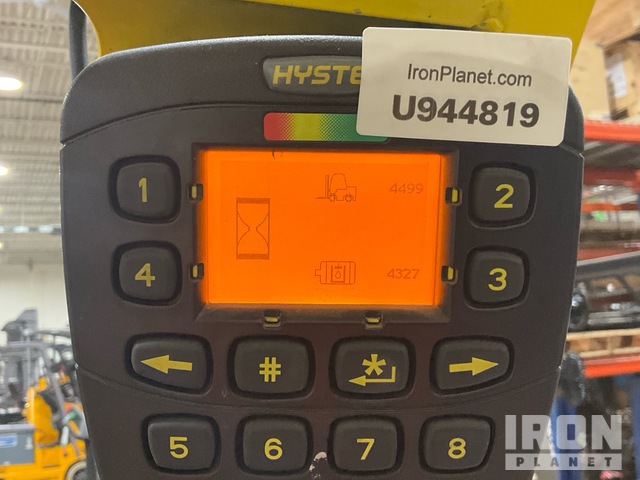 HYSTE
IronPlanet.com
U944819
4499
4327
1
2
4
3
#
*
5
6
7
8
IRON
PLANET